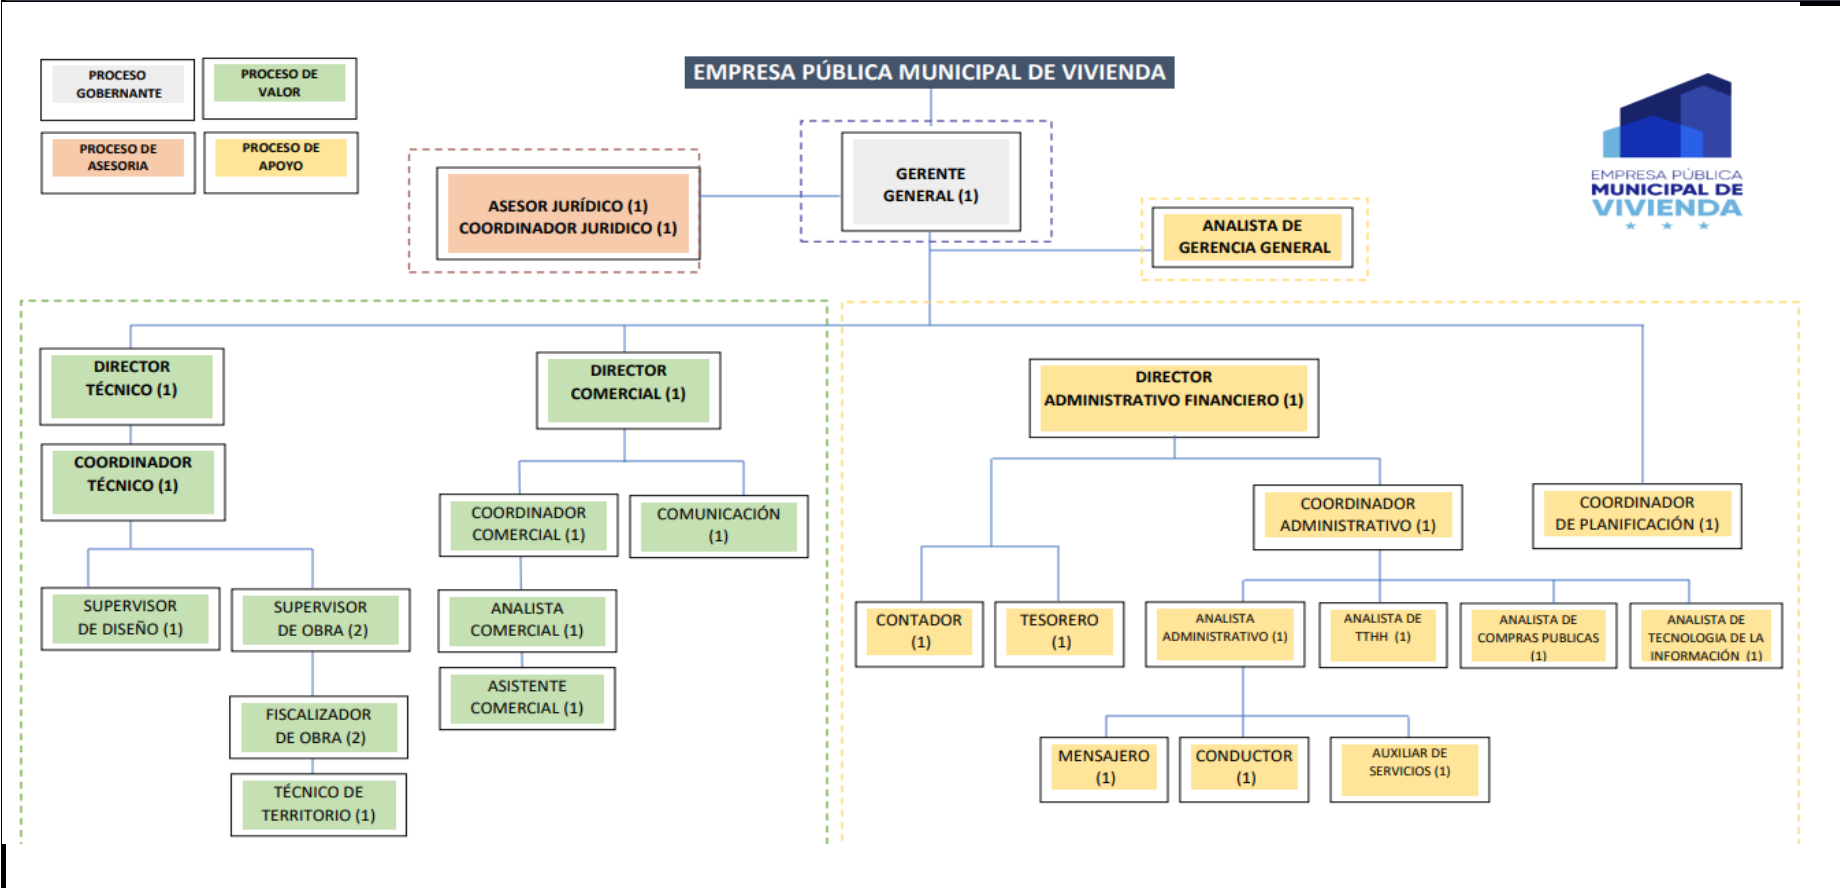 EMPRESA PÚBLICA MUNICIPAL DE VIVIENDA
PROCESO
GOBERNANTE
PROCESO DE
VALOR
PROCESO DE
ASESORIA
PROCESO DE
APOYO
EMPRESA PÚBLICA
MUNICIPAL DE
VIVIENDA
GERENTE
GENERAL (1)
ASESOR JURÍDICO (1)
COORDINADOR JURIDICO (1)
ANALISTA DE
GERENCIA GENERAL
DIRECTOR
TÉCNICO (1)
COORDINADOR
TÉCNICO (1)
SUPERVISOR
DE DISEÑO (1)
SUPERVISOR
DE OBRA (2)
FISCALIZADOR
DE OBRA (2)
TÉCNICO DE
TERRITORIO (1)
DIRECTOR
COMERCIAL (1)
COORDINADOR
COMERCIAL (1)
COMUNICACIÓN
(1)
ANALISTA
COMERCIAL (1)
ASISTENTE
COMERCIAL (1)
DIRECTOR
ADMINISTRATIVO FINANCIERO (1)
COORDINADOR
ADMINISTRATIVO (1)
COORDINADOR
DE PLANIFICACIÓN (1)
CONTADOR
(1)
TESORERO
(1)
ANALISTA
ADMINISTRATIVO (1)
ANALISTA DE
TTHH (1)
ANALISTA DE
COMPRAS PUBLICAS
(1)
ANALISTA DE
TECNOLOGIA DE LA
INFORMACIÓN (1)
MENSAJERO
(1)
CONDUCTOR
(1)
AUXILIAR DE
SERVICIOS (1)